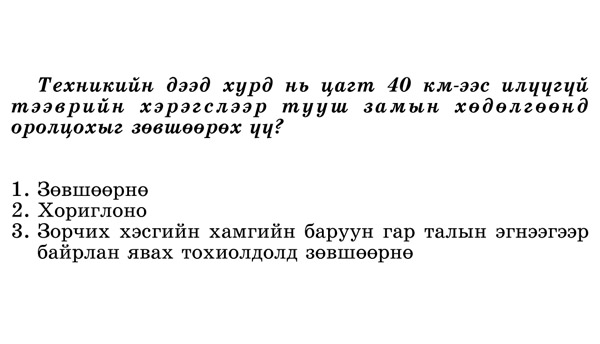 Техникийн дээд хурд нь цагт 40 км-ээс илүүгүй
тээврийн хэрэгслээр тууш замын хөдөлгөөнд
оролцохыг зөвшөөрөх үү?
1. Зөвшөөрнө
2. Хориглоно
3. Зорчих хэсгийн хамгийн баруун гар талын эгнээгээр
байрлан явах тохиолдолд зөвшөөрнө